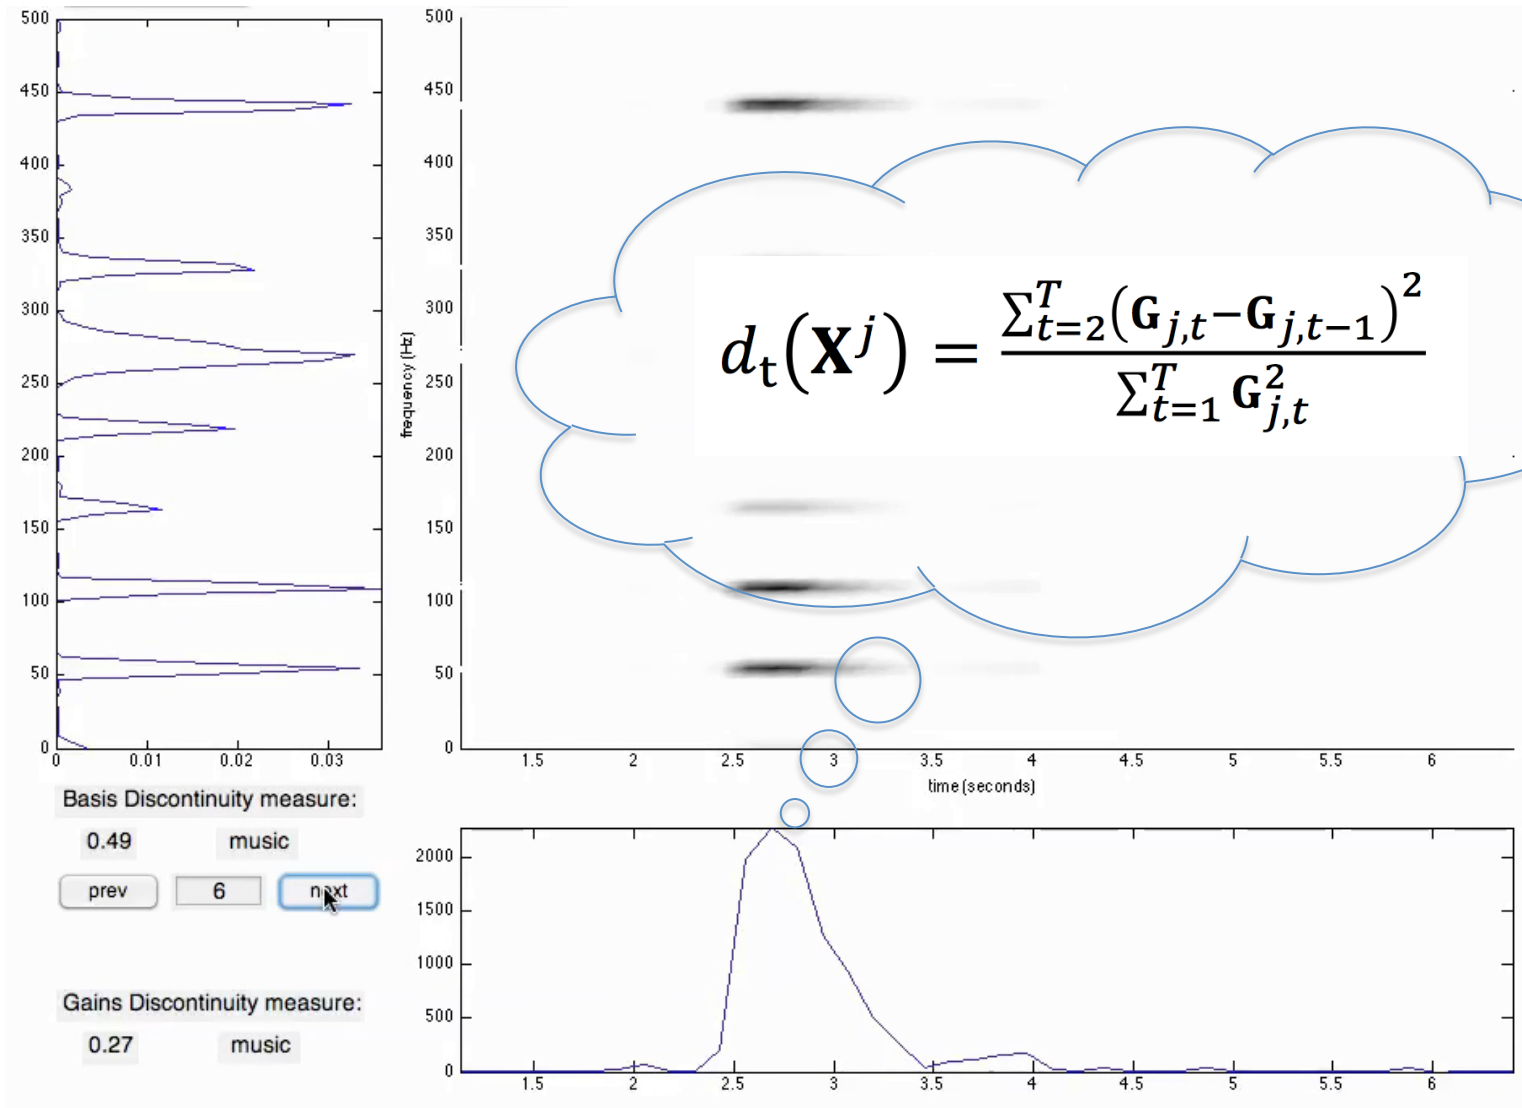 500
450
400
350
300
250
200
150
100
50
0
0 0.01 0.02 0.03
500
450
400
350
300
250
200
150
100
50
0
frequency (Hz)
1.5 2 2.5 3 3.5 4 4.5 5 5.5 6
time (seconds)
d_t(X^j) = \frac{\sum_{t=2}^{T}(G_{j,t}-G_{j,t-1})^2}{\sum_{t=1}^{T} G_{j,t}^2}
Basis Discontinuity measure:
0.49 music
prev 6 next
Gains Discontinuity measure:
0.27 music
2000
1500
1000
500
0
1.5 2 2.5 3 3.5 4 4.5 5 5.5 6